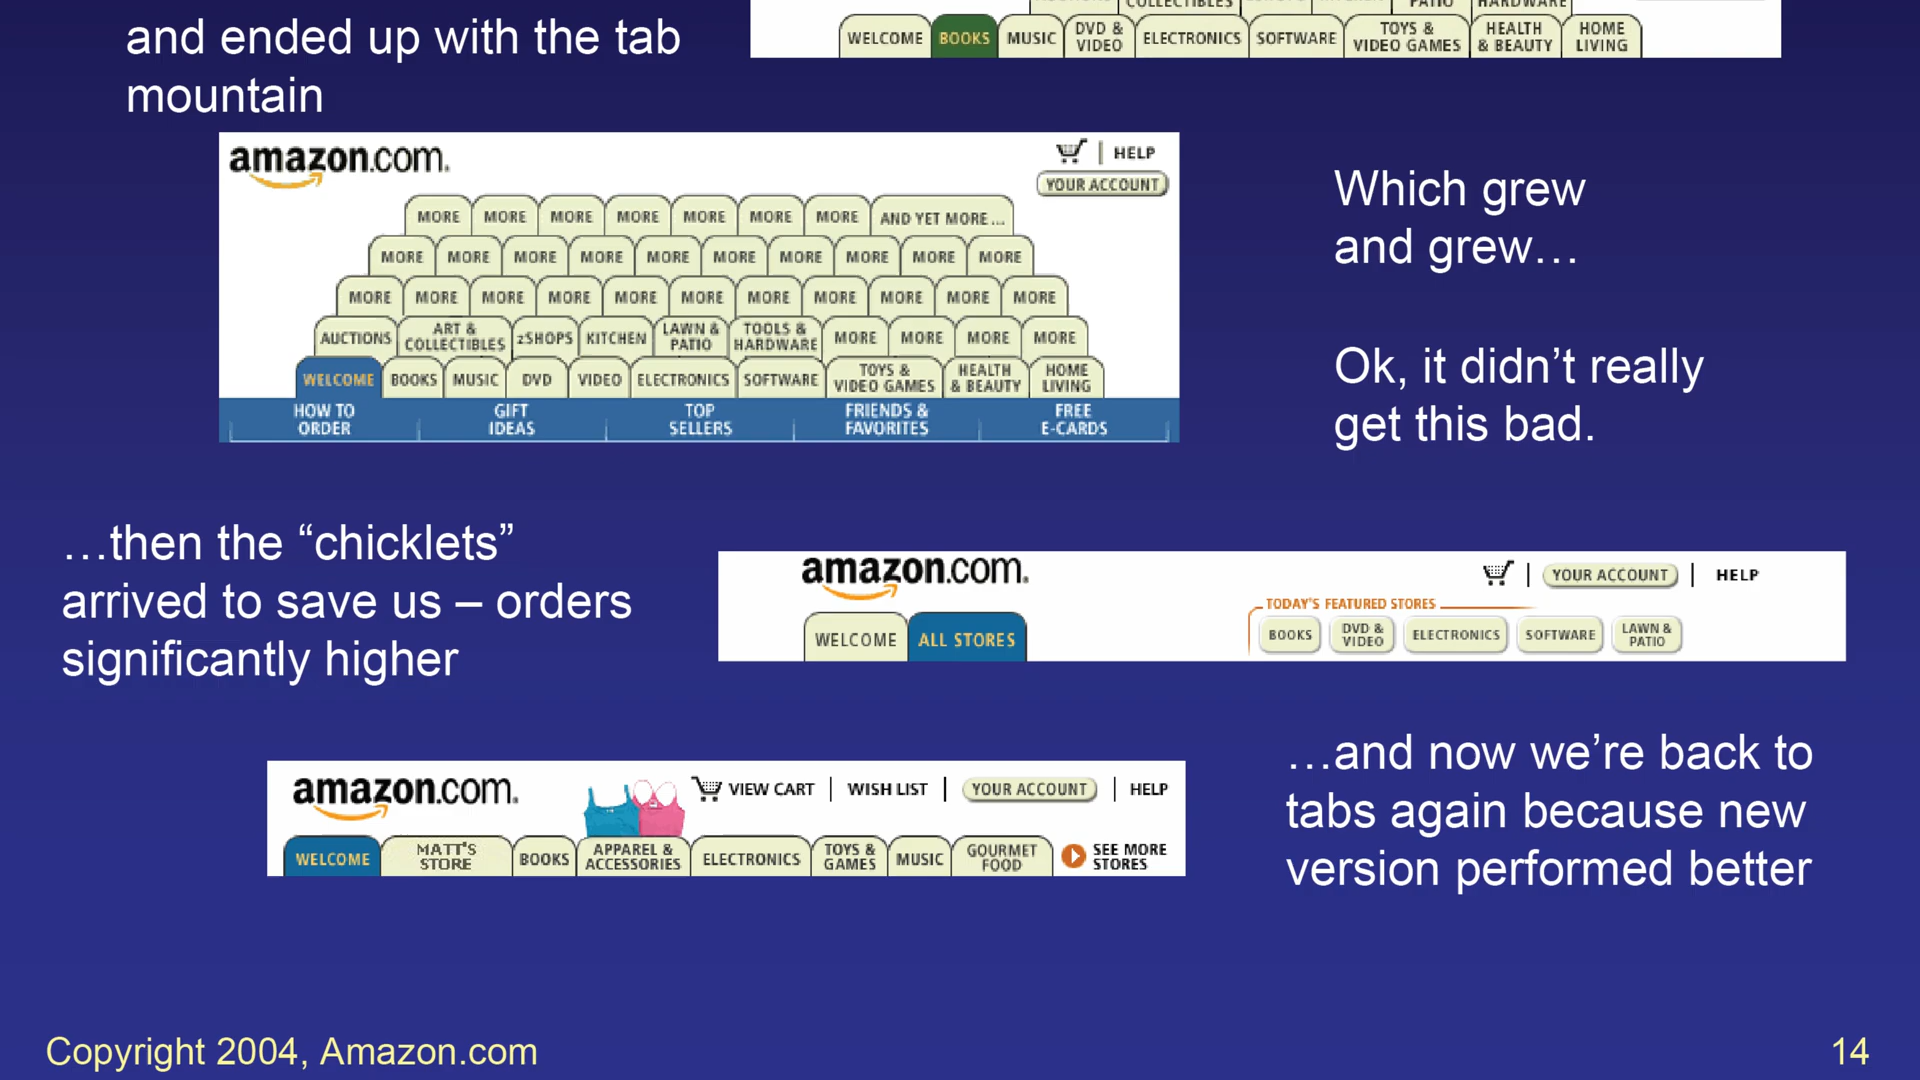 and ended up with the tab
mountain
COLLECTIBLES PATIO HARDWARE
WELCOME BOOKS MUSIC DVD & VIDEO ELECTRONICS SOFTWARE TOYS & VIDEO GAMES HEALTH & BEAUTY HOME LIVING
amazon.com. HELP
YOUR ACCOUNT
MORE MORE MORE MORE MORE MORE MORE AND YET MORE ...
MORE MORE MORE MORE MORE MORE MORE MORE MORE MORE
MORE MORE MORE MORE MORE MORE MORE MORE MORE MORE MORE
AUCTIONS ART & COLLECTIBLES zSHOPS KITCHEN LAWN & PATIO TOOLS & HARDWARE MORE MORE MORE MORE
WELCOME BOOKS MUSIC DVD VIDEO ELECTRONICS SOFTWARE TOYS & VIDEO GAMES HEALTH & BEAUTY HOME LIVING
HOW TO ORDER GIFT IDEAS TOP SELLERS FRIENDS & FAVORITES FREE E-CARDS
Which grew
and grew…
Ok, it didn’t really
get this bad.
…then the “chicklets”
arrived to save us – orders
significantly higher
amazon.com. YOUR ACCOUNT HELP
TODAY'S FEATURED STORES
WELCOME ALL STORES BOOKS DVD & VIDEO ELECTRONICS SOFTWARE LAWN & PATIO
amazon.com. VIEW CART WISH LIST YOUR ACCOUNT HELP
WELCOME MATT'S STORE BOOKS APPAREL & ACCESSORIES ELECTRONICS TOYS & GAMES MUSIC GOURMET FOOD SEE MORE STORES
…and now we’re back to
tabs again because new
version performed better
Copyright 2004, Amazon.com
14